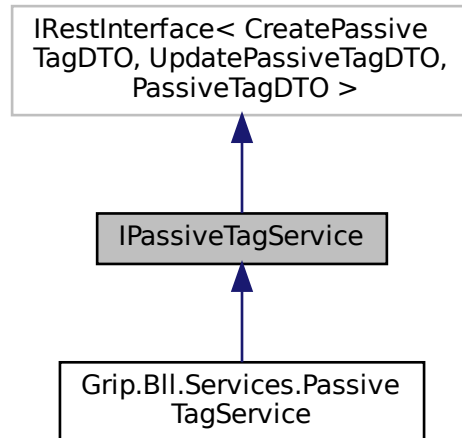 IRestInterface< CreatePassive
TagDTO, UpdatePassiveTagDTO,
PassiveTagDTO >
IPassiveTagService
Grip.Bll.Services.Passive
TagService